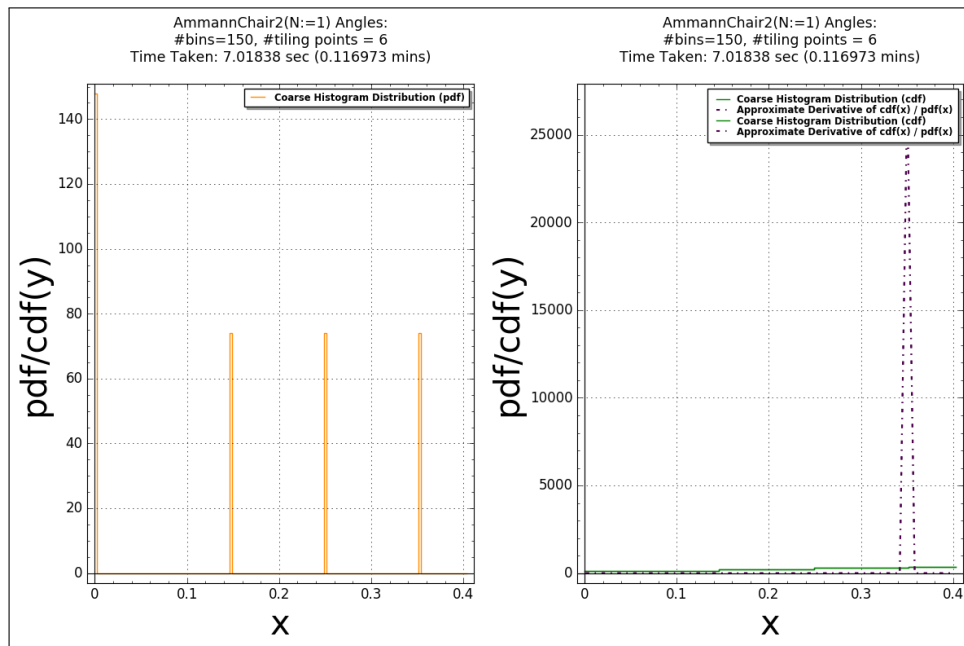 AmmannChair2(N:=1) Angles:
#bins=150, #tiling points = 6
Time Taken: 7.01838 sec (0.116973 mins)
Coarse Histogram Distribution (pdf)
140
120
100
80
60
40
20
0
pdf/cdf(y)
0
0.1
0.2
0.3
0.4
x
AmmannChair2(N:=1) Angles:
#bins=150, #tiling points = 6
Time Taken: 7.01838 sec (0.116973 mins)
Coarse Histogram Distribution (cdf)
Approximate Derivative of cdf(x) / pdf(x)
Coarse Histogram Distribution (cdf)
Approximate Derivative of cdf(x) / pdf(x)
25000
20000
15000
10000
5000
0
pdf/cdf(y)
0
0.1
0.2
0.3
0.4
x